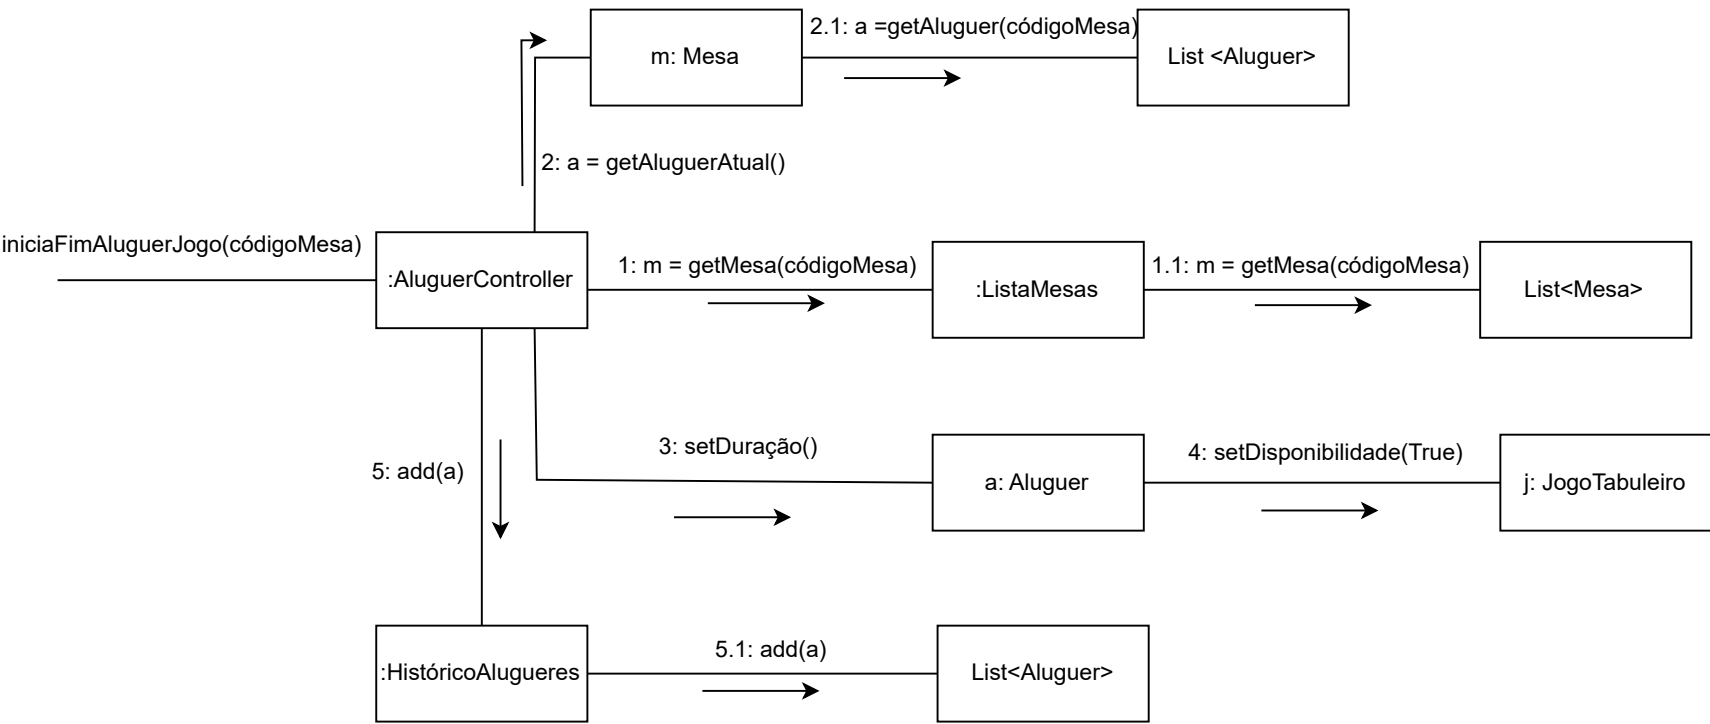 2.1: a =getAluguer(códigoMesa)
m: Mesa
List <Aluguer>
2: a = getAluguerAtual()
iniciaFimAluguerJogo(códigoMesa)
:AluguerController
1: m = getMesa(códigoMesa)
:ListaMesas
1.1: m = getMesa(códigoMesa)
List<Mesa>
3: setDuração()
a: Aluguer
4: setDisponibilidade(True)
j: JogoTabuleiro
5: add(a)
:HistóricoAlugueres
5.1: add(a)
List<Aluguer>